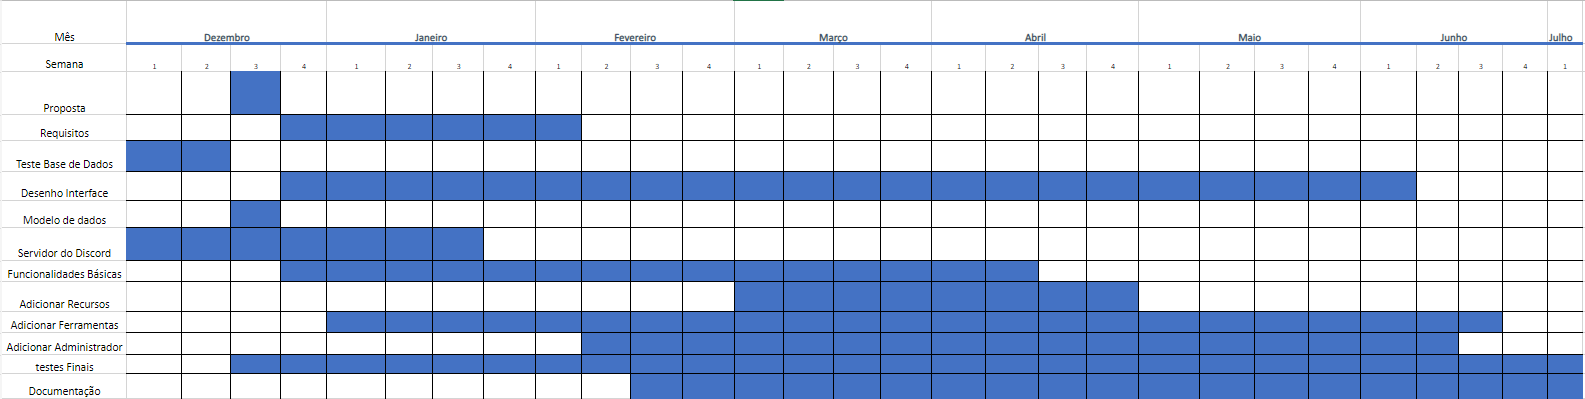 Mês Dezembro Janeiro Fevereiro Março Abril Maio Junho Julho
Semana 1 2 3 4 1 2 3 4 1 2 3 4 1 2 3 4 1 2 3 4 1 2 3 4 1 2 3 4 1
Proposta
Requisitos
Teste Base de Dados
Desenho Interface
Modelo de dados
Servidor do Discord
Funcionalidades Básicas
Adicionar Recursos
Adicionar Ferramentas
Adicionar Administrador
testes Finais
Documentação